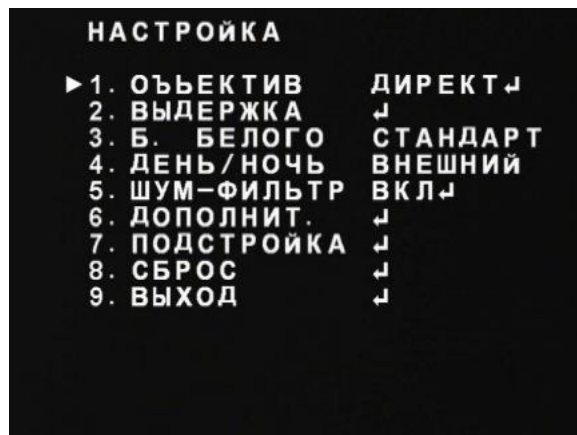 НАСТРОЙКА
►1. ОЪЬЕКТИВ ДИРЕКТ↲
2. ВЫДЕРЖКА ↲
3. Б. БЕЛОГО СТАНДАРТ
4. ДЕНЬ/НОЧЬ ВНЕШНИЙ
5. ШУМ-ФИЛЬТР ВКЛ↲
6. ДОПОЛНИТ. ↲
7. ПОДСТРОЙКА ↲
8. СБРОС ↲
9. ВЫХОД ↲